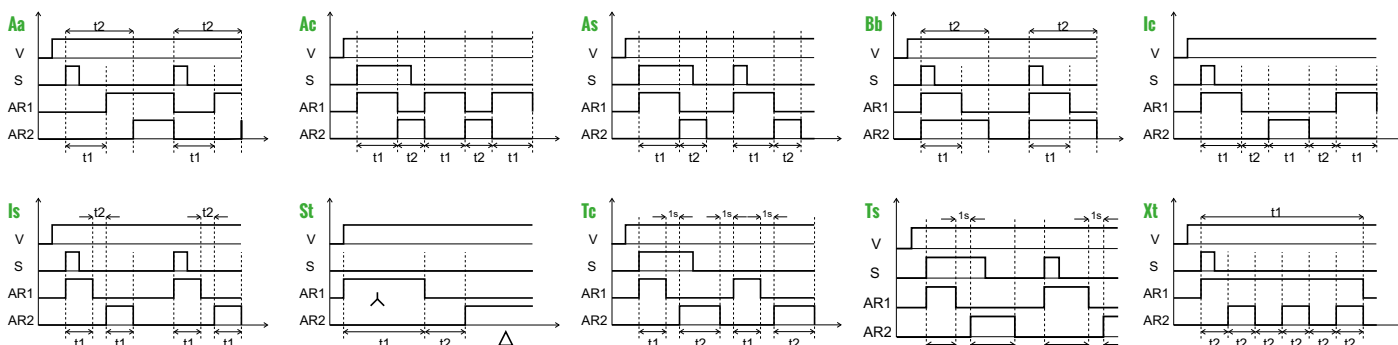 Aa t2 t2
V
S
AR1
AR2
t1 t1
Ac
V
S
AR1
AR2
t1 t2 t1 t2 t1
As
V
S
AR1
AR2
t1 t2 t1 t2
Bb t2 t2
V
S
AR1
AR2
t1 t1
Ic
V
S
AR1
AR2
t1 t2 t1 t2 t1
Is t2 t2
V
S
AR1
AR2
t1 t1 t1 t1
St
V
S
AR1
AR2
t1 t2
Tc 1s 1s 1s
V
S
AR1
AR2
t1 t2 t1 t2
Ts 1s 1s
V
S
AR1
AR2
Xt t1
V
S
AR1
AR2
t2 t2 t2 t2 t2 t2